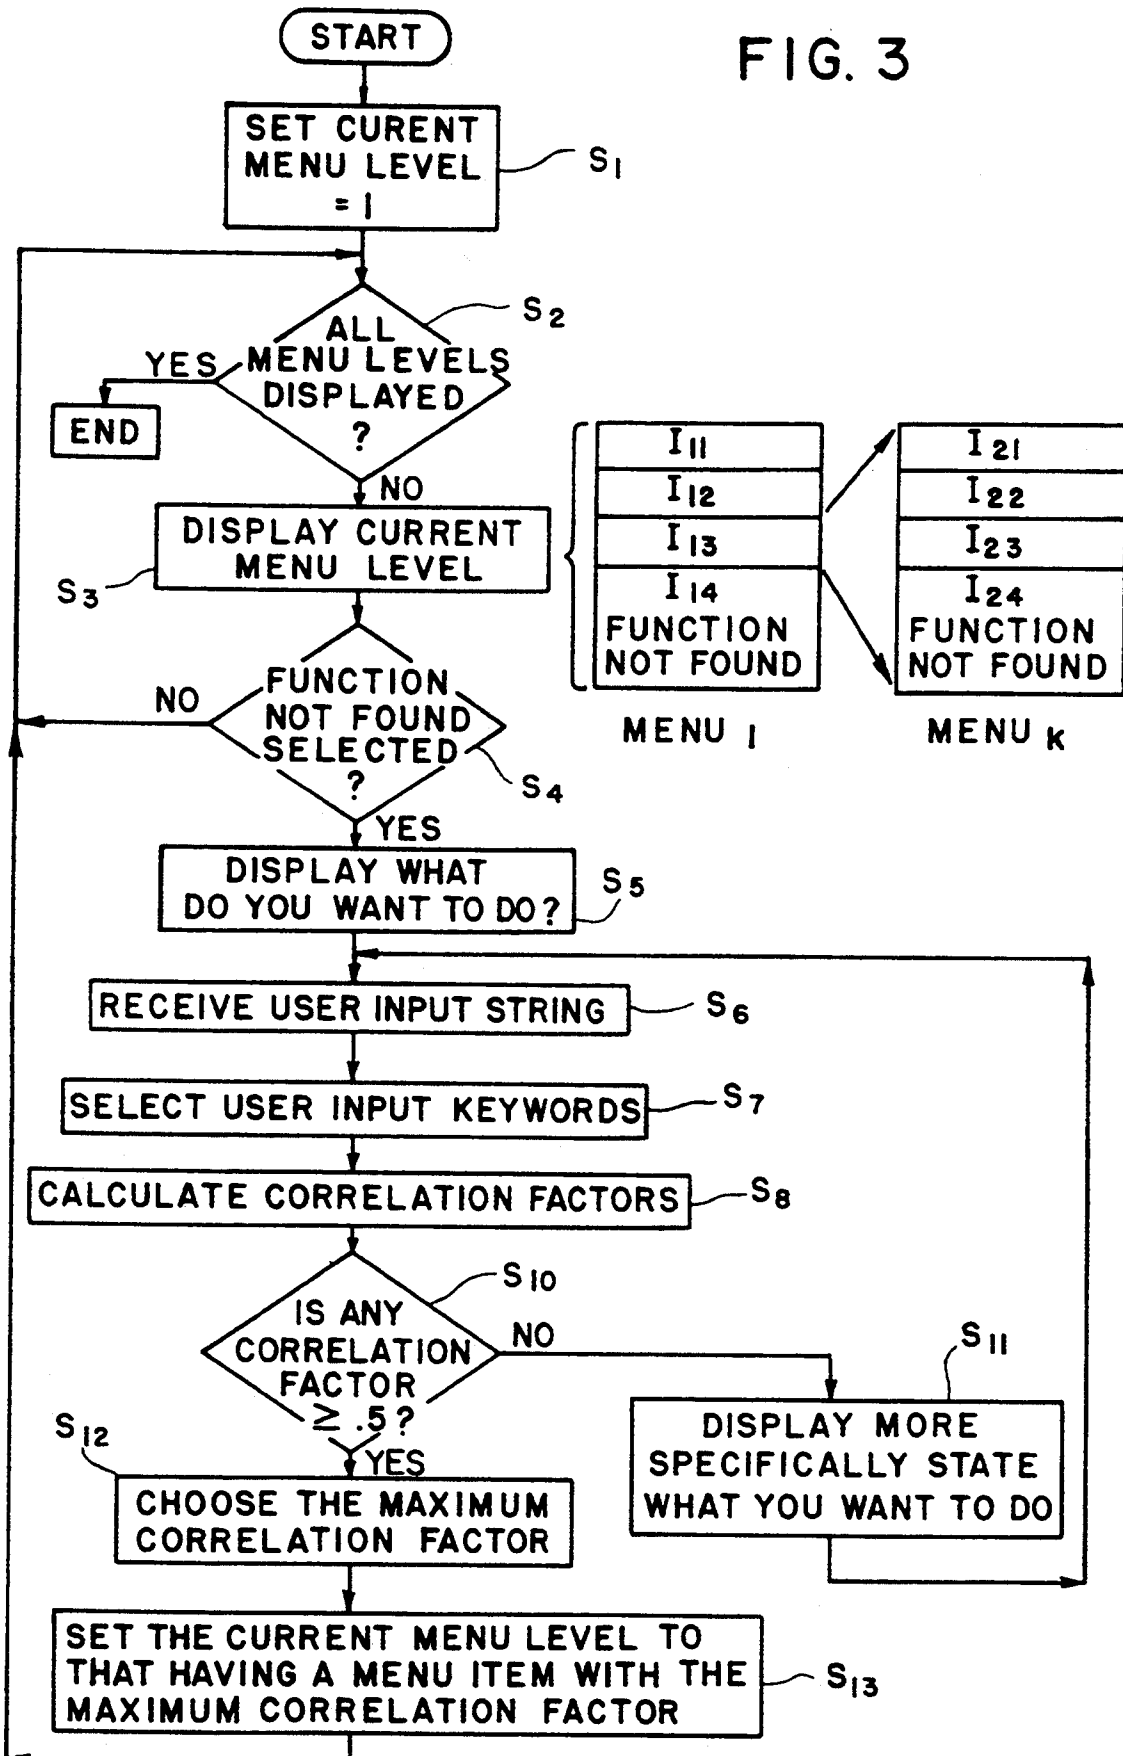 START
FIG. 3
SET CURENT
MENU LEVEL
= 1
S1
S2
ALL
MENU LEVELS
DISPLAYED
?
YES
END
NO
DISPLAY CURRENT
MENU LEVEL
S3
I11
I12
I13
I14
FUNCTION
NOT FOUND
MENU 1
I21
I22
I23
I24
FUNCTION
NOT FOUND
MENU K
FUNCTION
NOT FOUND
SELECTED
?
NO
S4
YES
DISPLAY WHAT
DO YOU WANT TO DO?
S5
RECEIVE USER INPUT STRING
S6
SELECT USER INPUT KEYWORDS
S7
CALCULATE CORRELATION FACTORS
S8
S10
IS ANY
CORRELATION
FACTOR
≥ .5?
NO
S11
DISPLAY MORE
SPECIFICALLY STATE
WHAT YOU WANT TO DO
S12
YES
CHOOSE THE MAXIMUM
CORRELATION FACTOR
SET THE CURRENT MENU LEVEL TO
THAT HAVING A MENU ITEM WITH THE
MAXIMUM CORRELATION FACTOR
S13